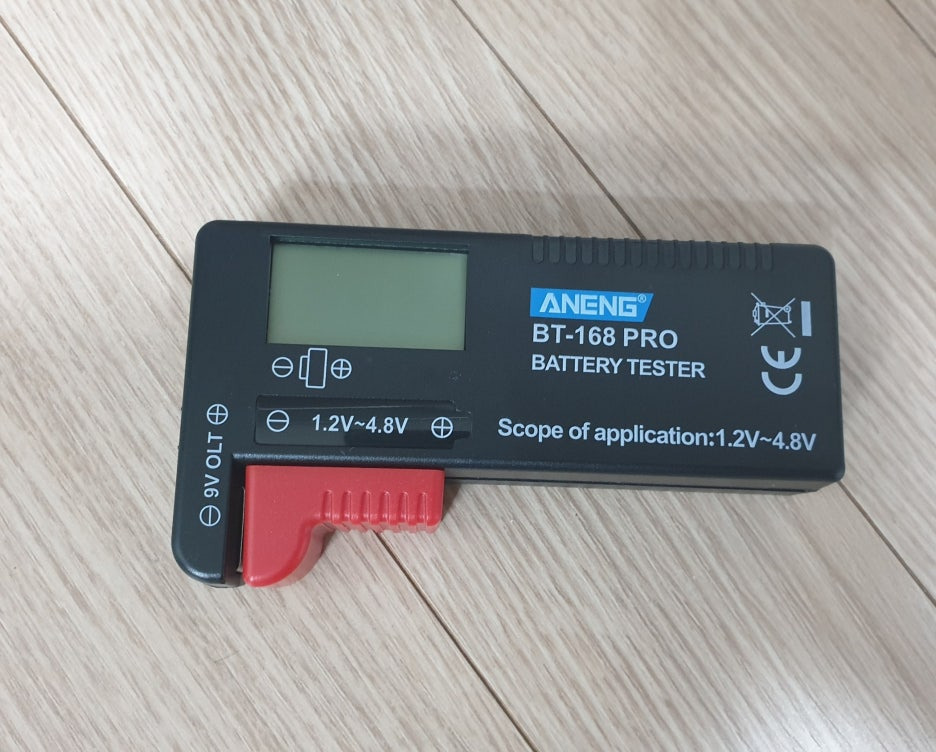 ANENG®
BT-168 PRO
BATTERY TESTER
CE
⊖ ⊕
⊖ 1.2V~4.8V ⊕
Scope of application:1.2V~4.8V
⊖ 9V OLT ⊕